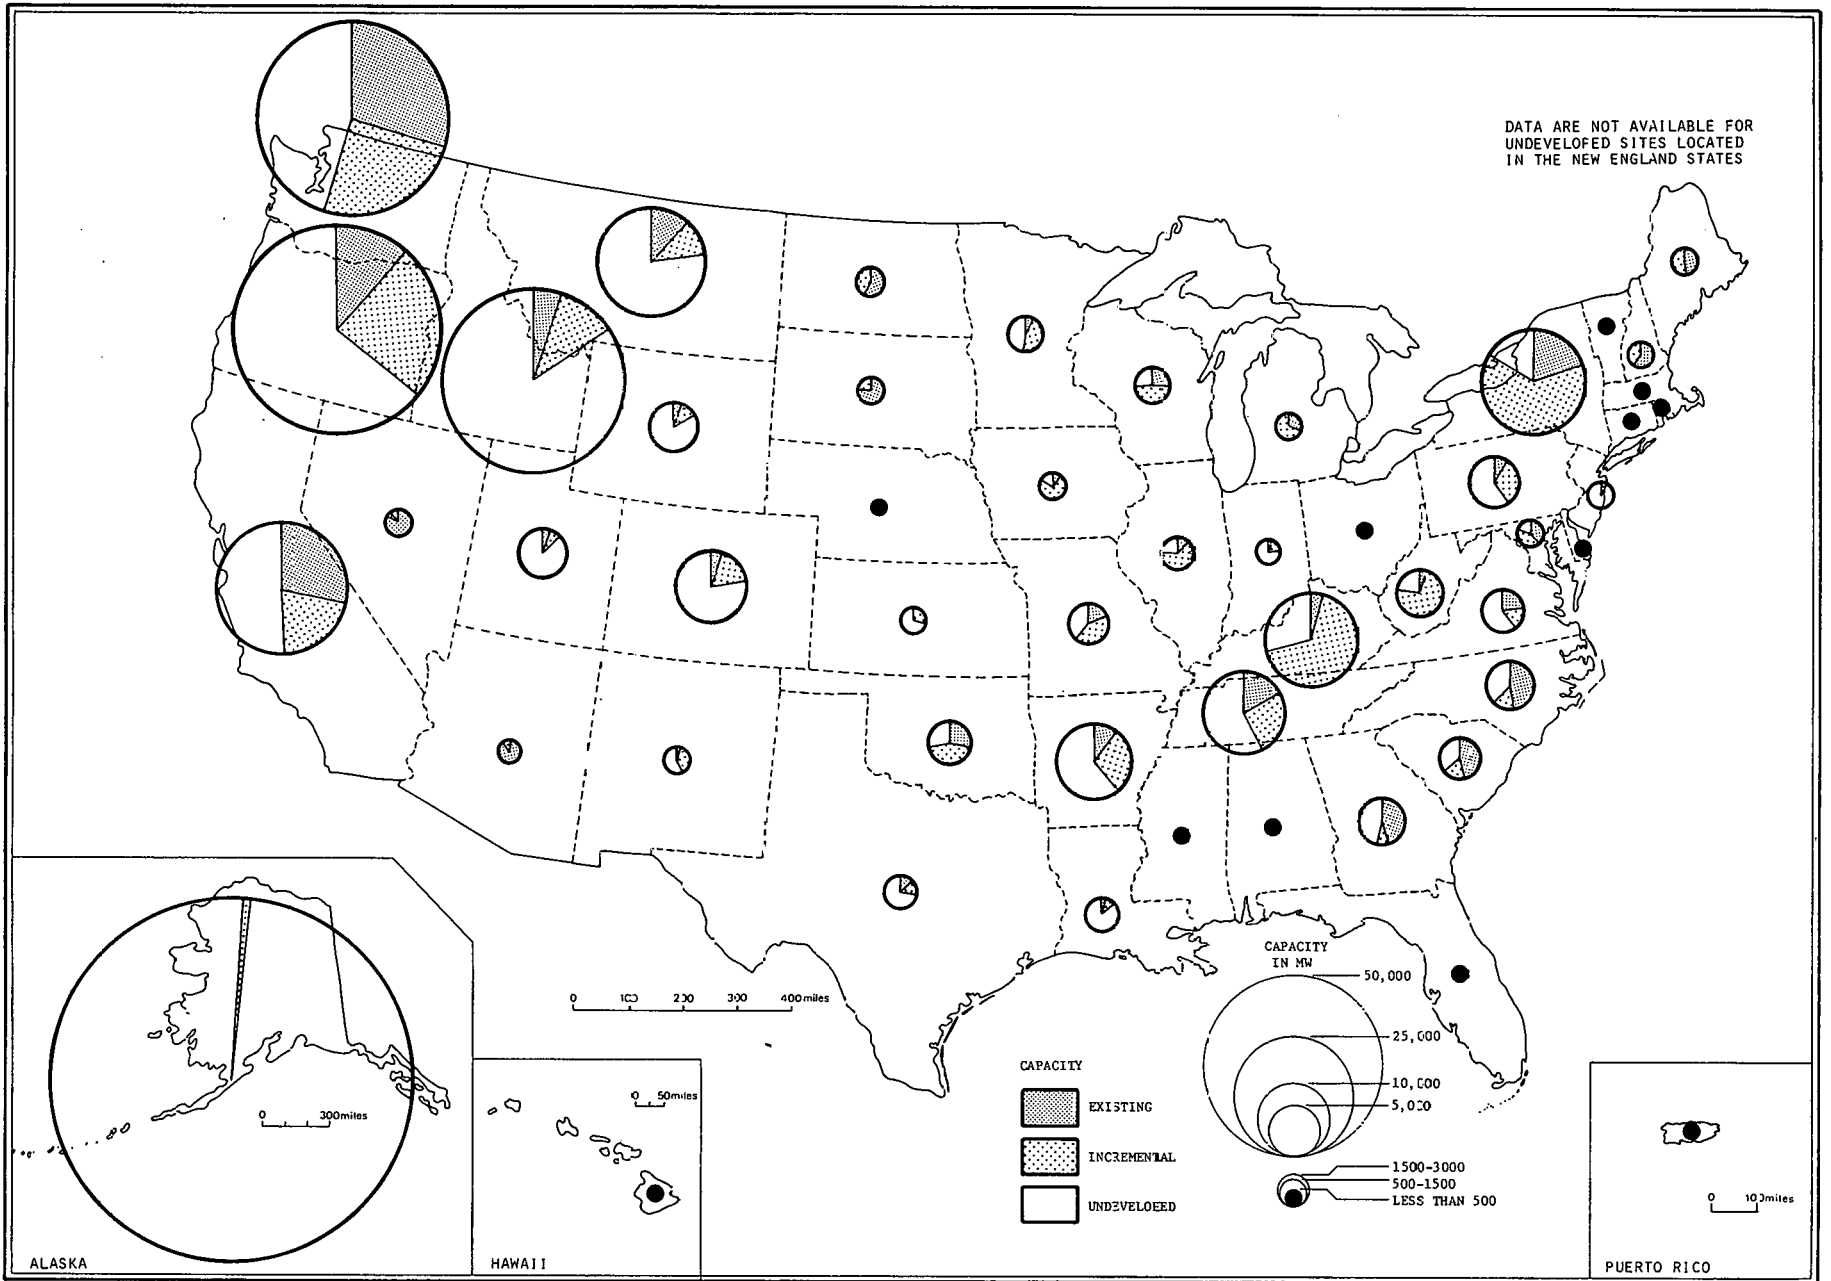 DATA ARE NOT AVAILABLE FOR
UNDEVELOFED SITES LOCATED
IN THE NEW ENGLAND STATES
CAPACITY
IN MW
50,000
25,000
10,000
5,000
1500-3000
500-1500
LESS THAN 500
0 100 200 300 400 miles
CAPACITY
EXISTING
INCREMENTAL
UNDEVELOEED
0 300miles
ALASKA
0 50miles
HAWAII
0 100miles
PUERTO RICO